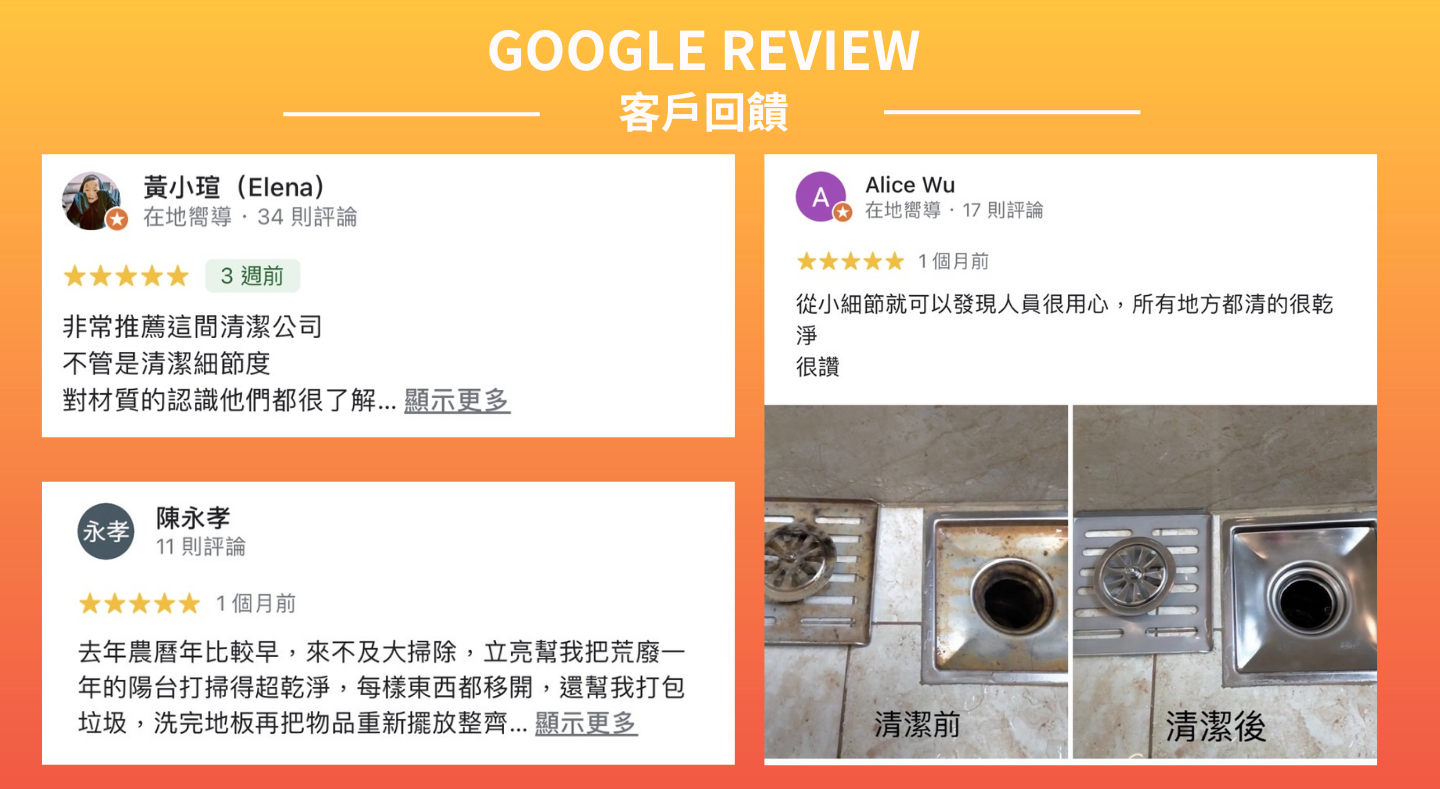 GOOGLE REVIEW
客戶回饋
黃小瑄（Elena）
在地嚮導 · 34 則評論
3 週前
非常推薦這間清潔公司
不管是清潔細節度
對材質的認識他們都很了解... 顯示更多
永孝
陳永孝
11 則評論
1 個月前
去年農曆年比較早，來不及大掃除，立亮幫我把荒廢一
年的陽台打掃得超乾淨，每樣東西都移開，還幫我打包
垃圾，洗完地板再把物品重新擺放整齊... 顯示更多
A
Alice Wu
在地嚮導 · 17 則評論
1 個月前
從小細節就可以發現人員很用心，所有地方都清的很乾
淨
很讚
清潔前
清潔後